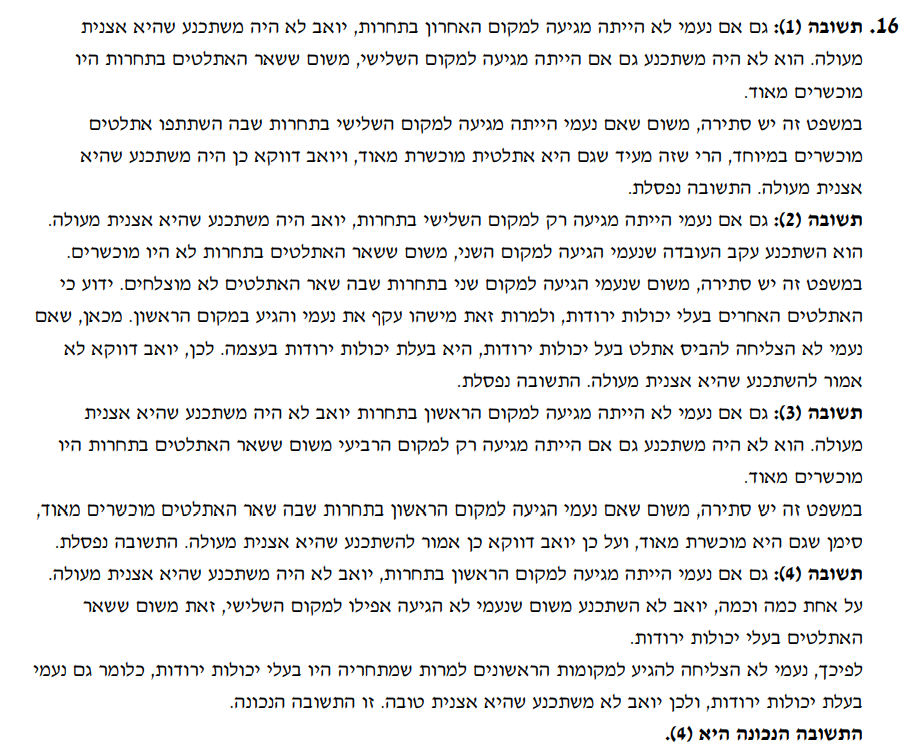 16. תשובה (1): גם אם נעמי לא הייתה מגיעה למקום האחרון בתחרות, יואב לא היה משתכנע שהיא אצנית
מעולה. הוא לא היה משתכנע גם אם הייתה מגיעה למקום השלישי, משום ששאר האתלטים בתחרות היו
מוכשרים מאוד.
במשפט זה יש סתירה, משום שאם נעמי הייתה מגיעה למקום השלישי בתחרות שבה השתתפו אתלטים
מוכשרים במיוחד, הרי שזה מעיד שגם היא אתלטית מוכשרת מאוד, ויואב דווקא כן היה משתכנע שהיא
אצנית מעולה. התשובה נפסלת.
תשובה (2): גם אם נעמי הייתה מגיעה רק למקום השלישי בתחרות, יואב היה משתכנע שהיא אצנית מעולה.
הוא השתכנע עקב העובדה שנעמי הגיעה למקום השני, משום ששאר האתלטים בתחרות לא היו מוכשרים.
במשפט זה יש סתירה, משום שנעמי הגיעה למקום שני בתחרות שבה שאר האתלטים לא מוצלחים. ידוע כי
האתלטים האחרים בעלי יכולות ירודות, ולמרות זאת מישהו עקף את נעמי והגיע במקום הראשון. מכאן, שאם
נעמי לא הצליחה להביס אתלט בעל יכולות ירודות, היא בעלת יכולות ירודות בעצמה. לכן, יואב דווקא לא
אמור להשתכנע שהיא אצנית מעולה. התשובה נפסלת.
תשובה (3): גם אם נעמי לא הייתה מגיעה למקום הראשון בתחרות יואב לא היה משתכנע שהיא אצנית
מעולה. הוא לא היה משתכנע גם אם הייתה מגיעה רק למקום הרביעי משום ששאר האתלטים בתחרות היו
מוכשרים מאוד.
במשפט זה יש סתירה, משום שאם נעמי הגיעה למקום הראשון בתחרות שבה שאר האתלטים מוכשרים מאוד,
סימן שגם היא מוכשרת מאוד, ועל כן יואב דווקא כן אמור להשתכנע שהיא אצנית מעולה. התשובה נפסלת.
תשובה (4): גם אם נעמי הייתה מגיעה למקום הראשון בתחרות, יואב לא היה משתכנע שהיא אצנית מעולה.
על אחת כמה וכמה, יואב לא השתכנע משום שנעמי לא הגיעה אפילו למקום השלישי, זאת משום ששאר
האתלטים בעלי יכולות ירודות.
לפיכך, נעמי לא הצליחה להגיע למקומות הראשונים למרות שמתחריה היו בעלי יכולות ירודות, כלומר גם נעמי
בעלת יכולות ירודות, ולכן יואב לא משתכנע שהיא אצנית טובה. זו התשובה הנכונה.
התשובה הנכונה היא (4).